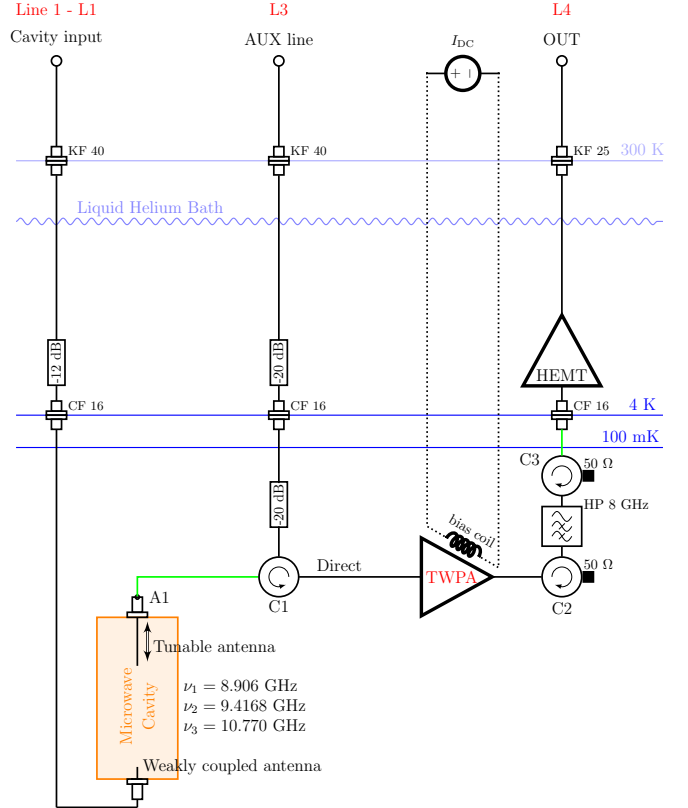 Line 1 - L1
L3
L4
Cavity input
AUX line
I_DC
OUT
+
KF 40
KF 40
KF 25
300 K
Liquid Helium Bath
-12 dB
-20 dB
HEMT
CF 16
CF 16
CF 16
4 K
100 mK
C3
50 Ω
-20 dB
HP 8 GHz
bias coil
Direct
TWPA
50 Ω
C1
C2
A1
Tunable antenna
Microwave
Cavity
ν₁ = 8.906 GHz
ν₂ = 9.4168 GHz
ν₃ = 10.770 GHz
Weakly coupled antenna